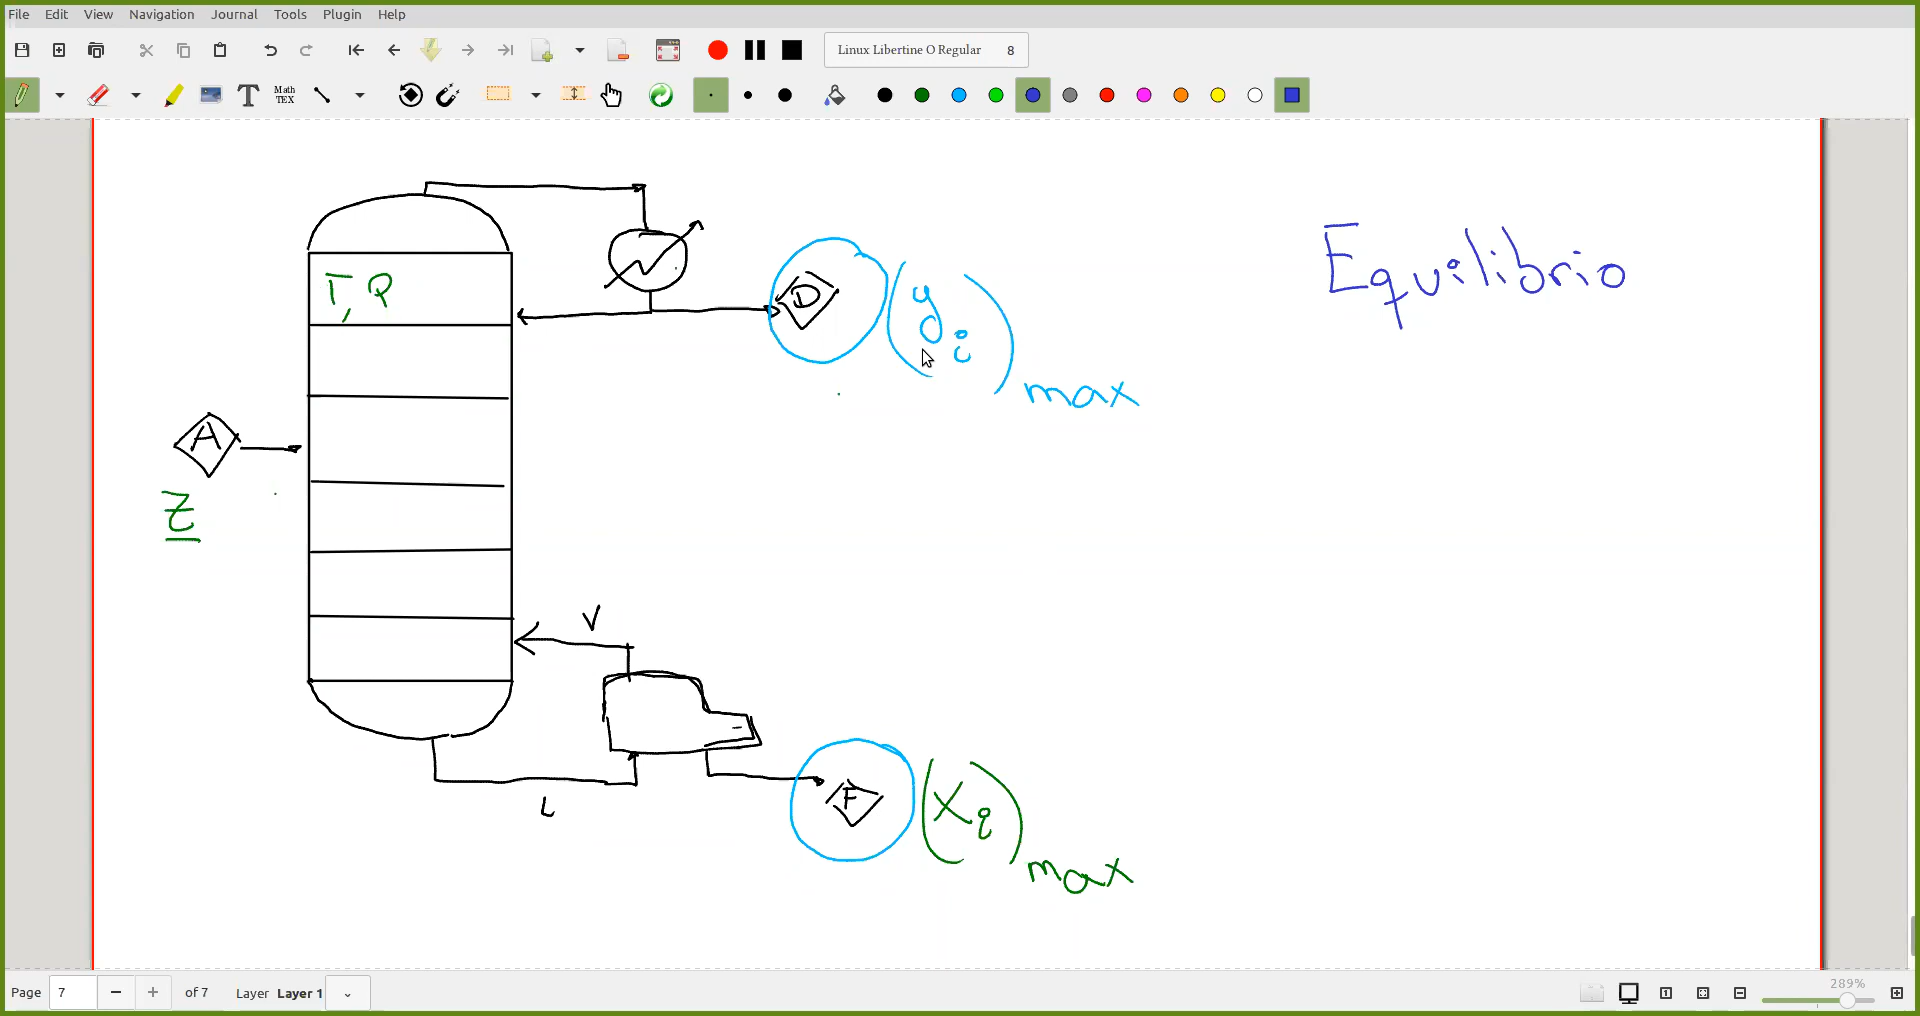 File Edit View Navigation Journal Tools Plugin Help
Linux Libertine O Regular 8
Math
TEX
T, P
Equilibrio
D
(yi)max
A
z
V
L
F
(xi)max
Page 7 of 7 Layer Layer 1
289%